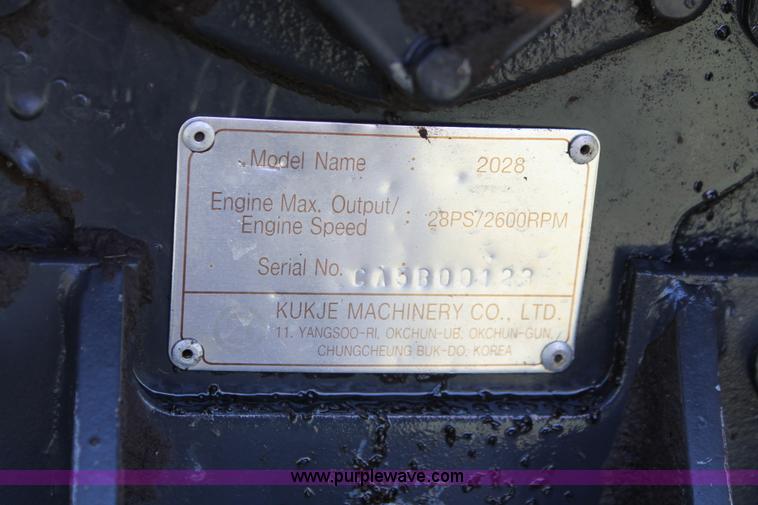 Model Name : 2028
Engine Max. Output/
Engine Speed : 28PS/2600RPM
Serial No. CA5B00123
KUKJE MACHINERY CO., LTD.
11. YANGSOO-RI, OKCHUN-UB, OKCHUN-GUN /
CHUNGCHEUNG BUK-DO, KOREA
www.purplewave.com